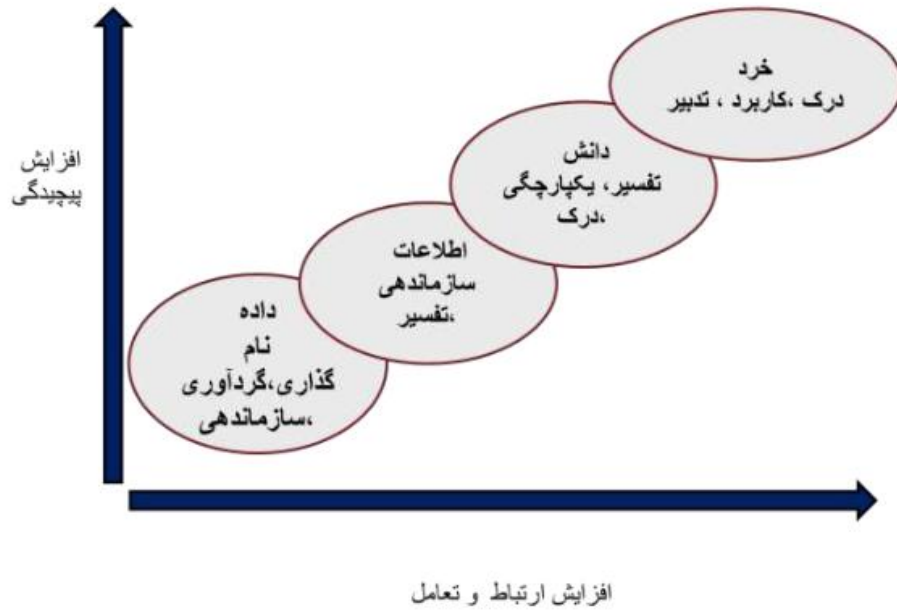 خرد
درک ،کاربرد ، تدبیر
دانش
تفسیر، یکپارچگی
،درک
اطلاعات
سازماندهی
،تفسیر
داده
نام
گذاری،گردآوری
،سازماندهی
افزایش
پیچیدگی
افزایش ارتباط و تعامل